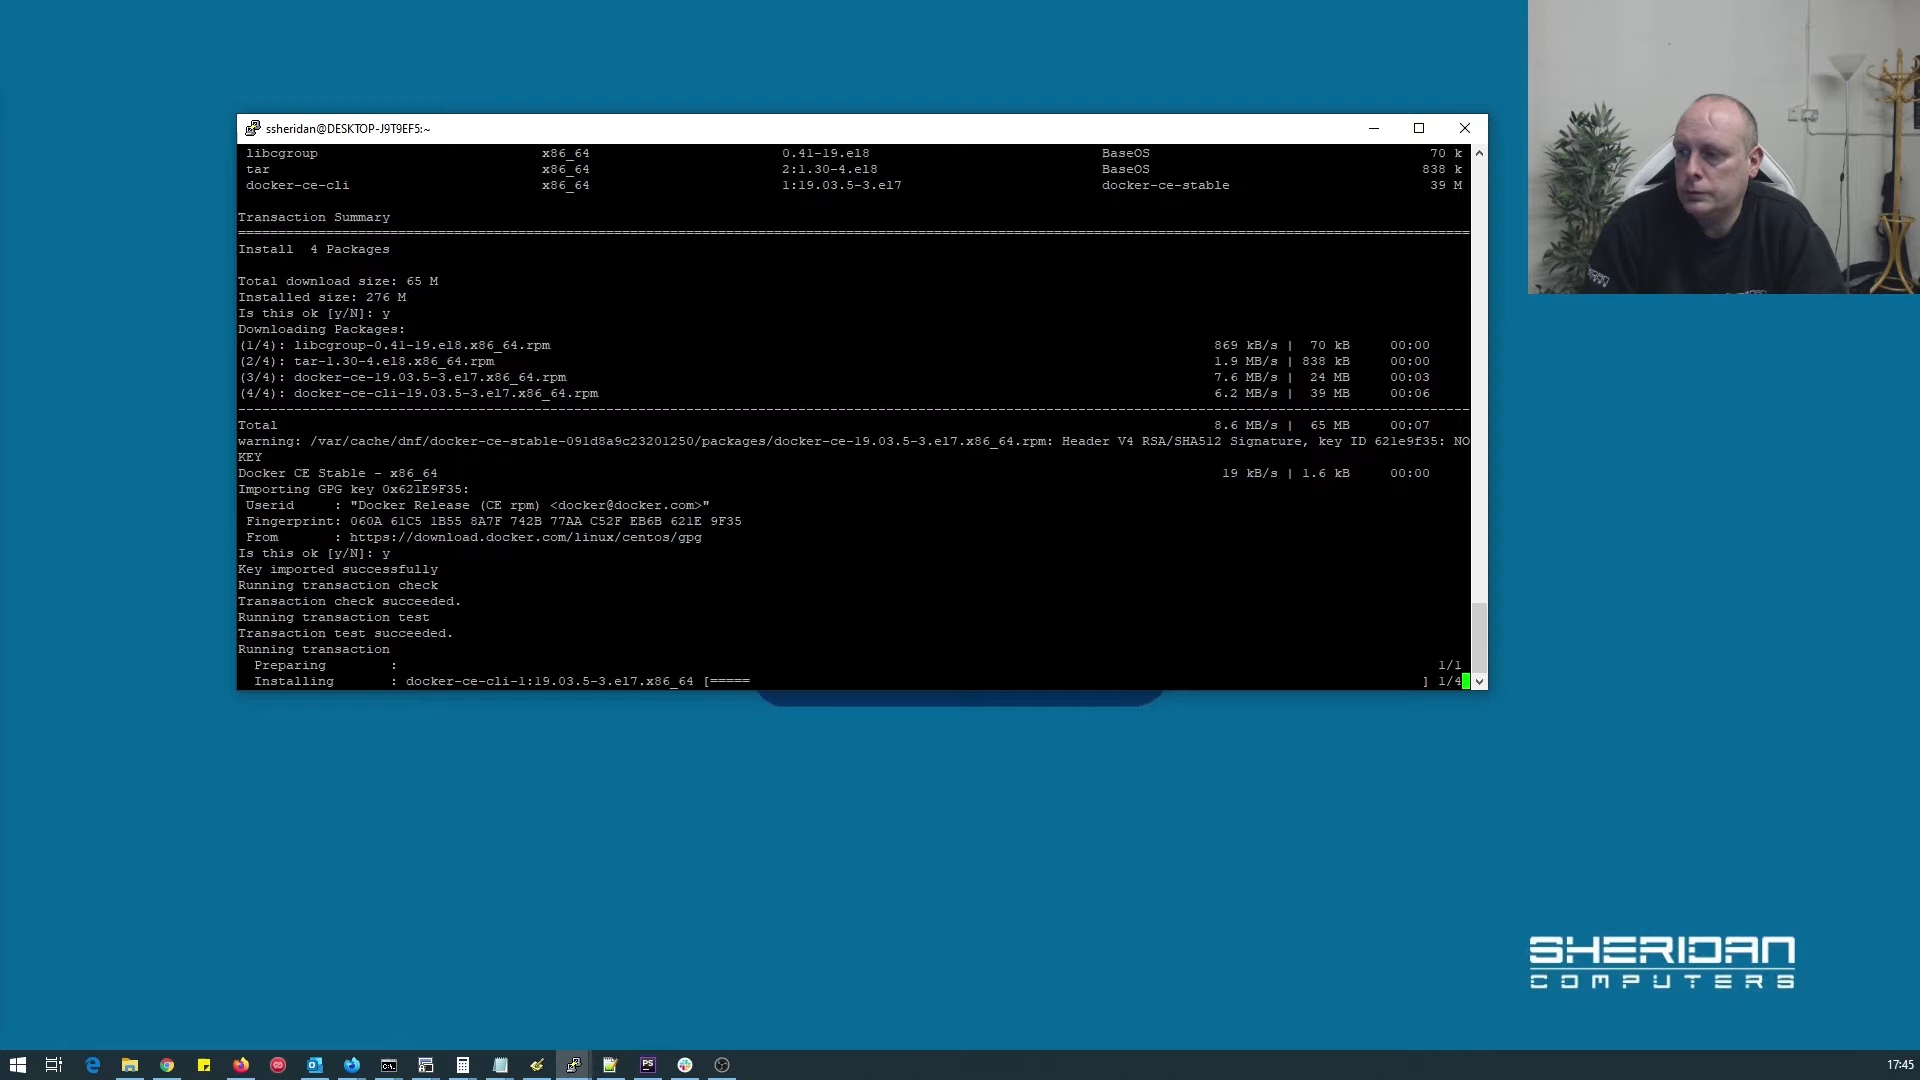 ssheridan@DESKTOP-J9T9EF5:~
libcgroup x86_64 0.41-19.el8 BaseOS 70 k
tar x86_64 2:1.30-4.el8 BaseOS 838 k
docker-ce-cli x86_64 1:19.03.5-3.el7 docker-ce-stable 39 M
Transaction Summary
================================================================================
Install  4 Packages
Total download size: 65 M
Installed size: 276 M
Is this ok [y/N]: y
Downloading Packages:
(1/4): libcgroup-0.41-19.el8.x86_64.rpm 869 kB/s |  70 kB 00:00
(2/4): tar-1.30-4.el8.x86_64.rpm 1.9 MB/s | 838 kB 00:00
(3/4): docker-ce-19.03.5-3.el7.x86_64.rpm 7.6 MB/s |  24 MB 00:03
(4/4): docker-ce-cli-19.03.5-3.el7.x86_64.rpm 6.2 MB/s |  39 MB 00:06
--------------------------------------------------------------------------------
Total 8.6 MB/s |  65 MB 00:07
warning: /var/cache/dnf/docker-ce-stable-091d8a9c23201250/packages/docker-ce-19.03.5-3.el7.x86_64.rpm: Header V4 RSA/SHA512 Signature, key ID 621e9f35: NO
KEY
Docker CE Stable - x86_64 19 kB/s | 1.6 kB 00:00
Importing GPG key 0x621E9F35:
Userid     : "Docker Release (CE rpm) <docker@docker.com>"
Fingerprint: 060A 61C5 1B55 8A7F 742B 77AA C52F EB6B 621E 9F35
From       : https://download.docker.com/linux/centos/gpg
Is this ok [y/N]: y
Key imported successfully
Running transaction check
Transaction check succeeded.
Running transaction test
Transaction test succeeded.
Running transaction
Preparing        : 1/1
Installing       : docker-ce-cli-1:19.03.5-3.el7.x86_64 [===== ] 1/4
SHERIDAN
COMPUTERS
17:45